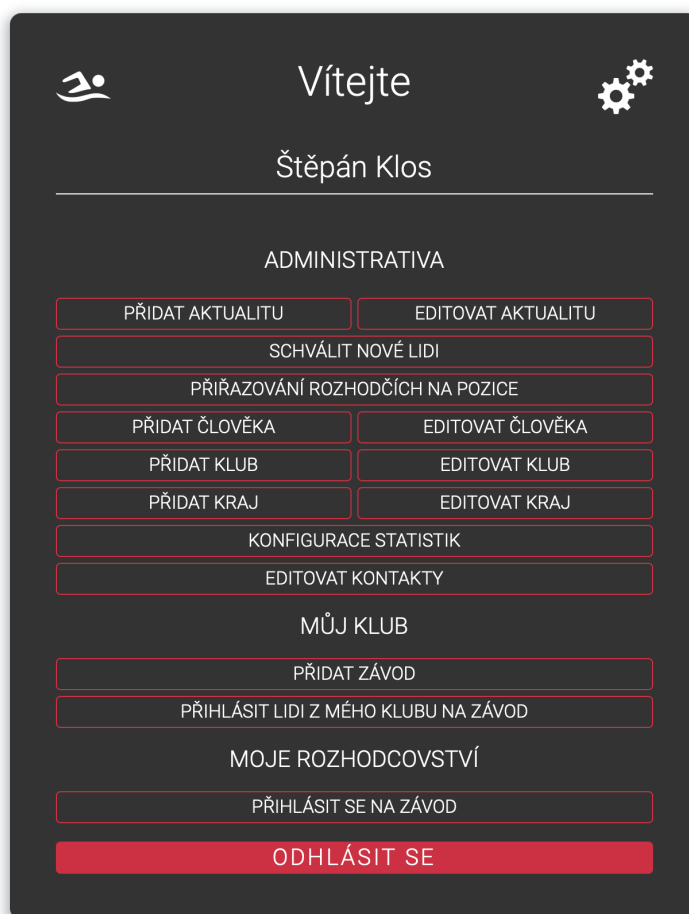 Vítejte
Štěpán Klos
ADMINISTRATIVA
PŘIDAT AKTUALITU EDITOVAT AKTUALITU
SCHVÁLIT NOVÉ LIDI
PŘIŘAZOVÁNÍ ROZHODČÍCH NA POZICE
PŘIDAT ČLOVĚKA EDITOVAT ČLOVĚKA
PŘIDAT KLUB EDITOVAT KLUB
PŘIDAT KRAJ EDITOVAT KRAJ
KONFIGURACE STATISTIK
EDITOVAT KONTAKTY
MŮJ KLUB
PŘIDAT ZÁVOD
PŘIHLÁSIT LIDI Z MÉHO KLUBU NA ZÁVOD
MOJE ROZHODCOVSTVÍ
PŘIHLÁSIT SE NA ZÁVOD
ODHLÁSIT SE